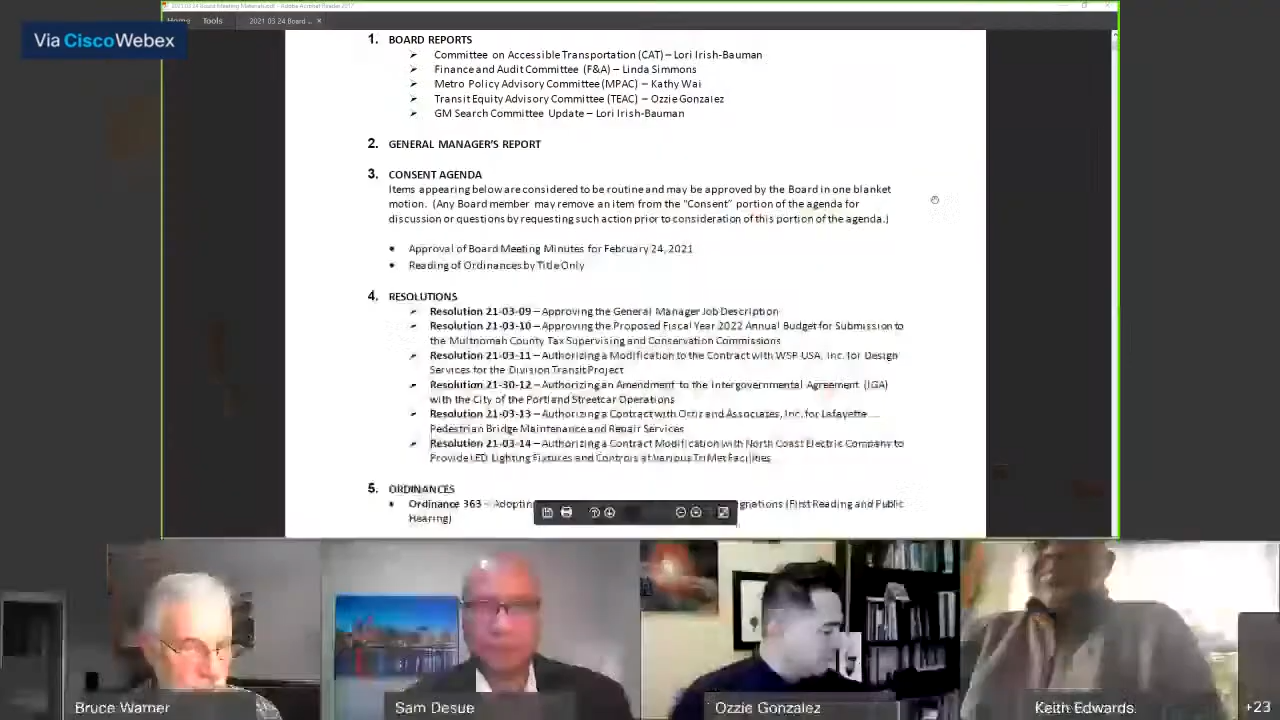 2021 03 24 Board Meeting Materials.pdf - Adobe Acrobat Reader 2017
Home Tools 2021 03 24 Board ... ×
Via CiscoWebex
1. BOARD REPORTS
➢ Committee on Accessible Transportation (CAT) – Lori Irish-Bauman
➢ Finance and Audit Committee (F&A) – Linda Simmons
➢ Metro Policy Advisory Committee (MPAC) – Kathy Wai
➢ Transit Equity Advisory Committee (TEAC) – Ozzie Gonzalez
➢ GM Search Committee Update – Lori Irish-Bauman
2. GENERAL MANAGER'S REPORT
3. CONSENT AGENDA
Items appearing below are considered to be routine and may be approved by the Board in one blanket
motion. (Any Board member may remove an item from the "Consent" portion of the agenda for
discussion or questions by requesting such action prior to consideration of this portion of the agenda.)
• Approval of Board Meeting Minutes for February 24, 2021
• Reading of Ordinances by Title Only
4. RESOLUTIONS
➢ Resolution 21-03-09 – Approving the General Manager Job Description
➢ Resolution 21-03-10 – Approving the Proposed Fiscal Year 2022 Annual Budget for Submission to
the Multnomah County Tax Supervising and Conservation Commissions
➢ Resolution 21-03-11 – Authorizing a Modification to the Contract with WSP USA, Inc. for Design
Services for the Division Transit Project
➢ Resolution 21-30-12 – Authorizing an Amendment to the Intergovernmental Agreement (IGA)
with the City of the Portland Streetcar Operations
➢ Resolution 21-03-13 – Authorizing a Contract with Ortiz and Associates, Inc. for Lafayette
Pedestrian Bridge Maintenance and Repair Services
➢ Resolution 21-03-14 – Authorizing a Contract Modification with North Coast Electric Company to
Provide LED Lighting Fixtures and Controls at Various TriMet Facilities
5. ORDINANCES
• Ordinance 363 – Adopting (First Reading and Public
Hearing)
Bruce Warner Sam Desue Ozzie Gonzalez Keith Edwards. +23